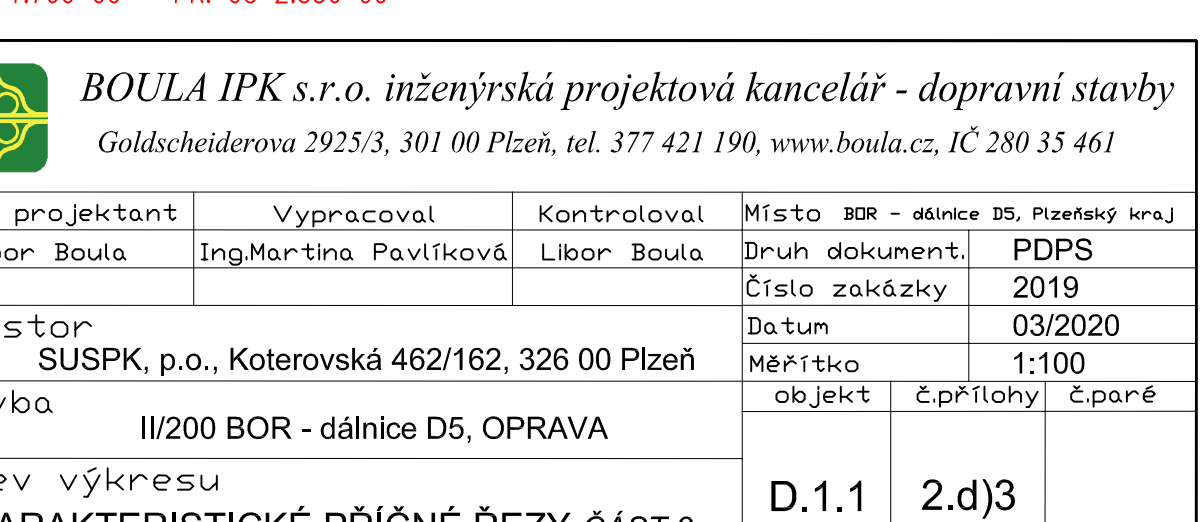 BOULA IPK s.r.o. inženýrská projektová kancelář - dopravní stavby
Goldscheiderova 2925/3, 301 00 Plzeň, tel. 377 421 190, www.boula.cz, IČ 280 35 461
projektant Vypracoval Kontroloval Místo BOR - dálnice D5, Plzeňský kraj
Boula Ing.Martina Pavlíková Libor Boula Druh dokument. PDPS
Číslo zakázky 2019
Datum 03/2020
SUSPK, p.o., Koterovská 462/162, 326 00 Plzeň
Měřítko 1:100
objekt č.přílohy č.paré
II/200 BOR - dálnice D5, OPRAVA
výkresu
D.1.1 2.d)3
PŘÍČNÉ ŘEZY